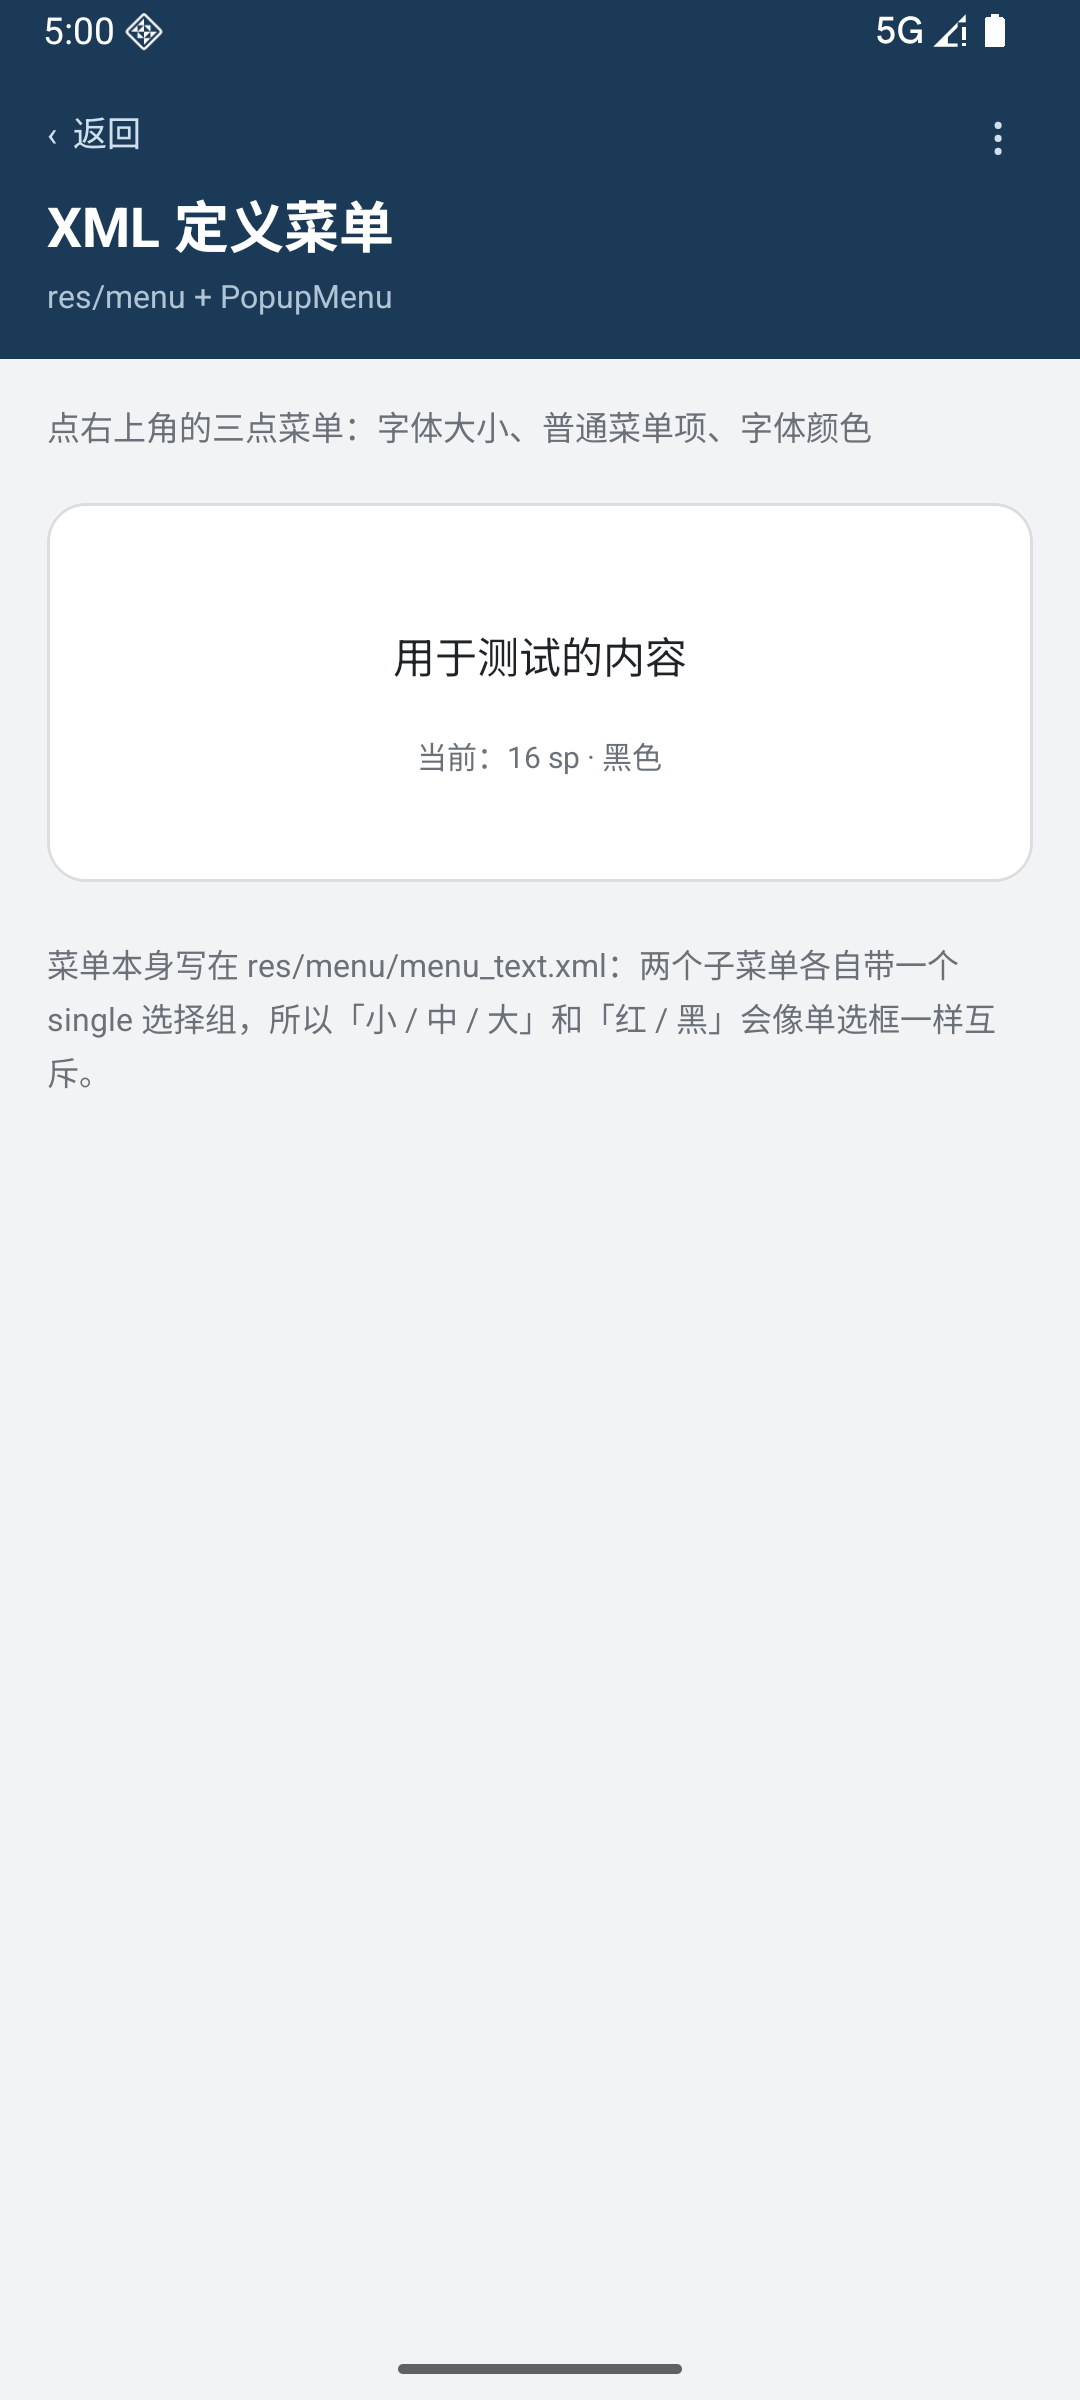 5:00
5G
‹ 返回
XML 定义菜单
res/menu + PopupMenu
点右上角的三点菜单：字体大小、普通菜单项、字体颜色
用于测试的内容
当前：16 sp · 黑色
菜单本身写在 res/menu/menu_text.xml：两个子菜单各自带一个
single 选择组，所以「小 / 中 / 大」和「红 / 黑」会像单选框一样互
斥。